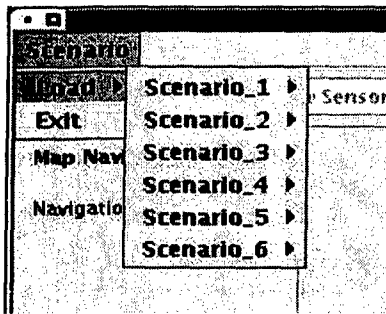 Scenario
Load
Scenario_1
Sensor
Exit
Scenario_2
Map Nav
Scenario_3
Scenario_4
Navigatio
Scenario_5
Scenario_6